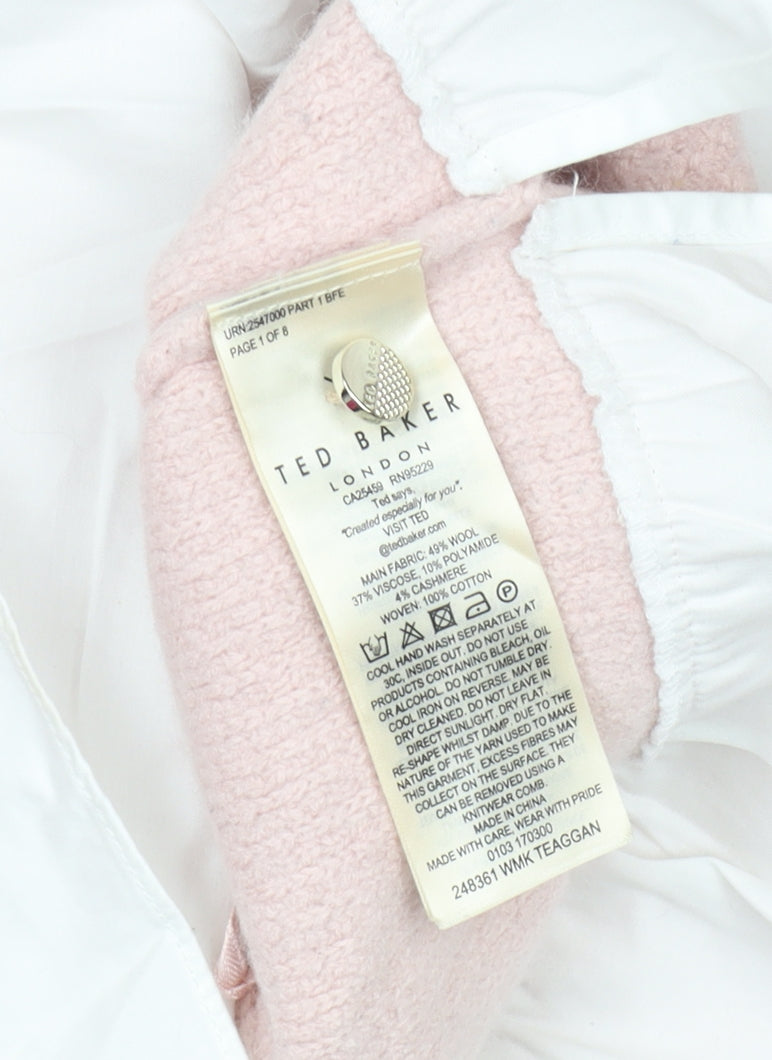 URN:2547000 PART 1 BFE
PAGE 1 OF 8
TED BAKER
TED BAKER
LONDON
CA25459 RN95229
Ted says,
"Created especially for you".
VISIT TED
@tedbaker.com
MAIN FABRIC: 49% WOOL
37% VISCOSE, 10% POLYAMIDE
4% CASHMERE
WOVEN: 100% COTTON
P
COOL HAND WASH SEPARATELY AT
30C, INSIDE OUT. DO NOT USE
PRODUCTS CONTAINING BLEACH, OIL
OR ALCOHOL. DO NOT TUMBLE DRY.
COOL IRON ON REVERSE. MAY BE
DRY CLEANED. DO NOT LEAVE IN
DIRECT SUNLIGHT. DRY FLAT.
RE-SHAPE WHILST DAMP. DUE TO THE
NATURE OF THE YARN USED TO MAKE
THIS GARMENT. EXCESS FIBRES MAY
COLLECT ON THE SURFACE. THEY
CAN BE REMOVED USING A
KNITWEAR COMB.
MADE IN CHINA
MADE WITH CARE, WEAR WITH PRIDE
0103 170300
248361 WMK TEAGGAN